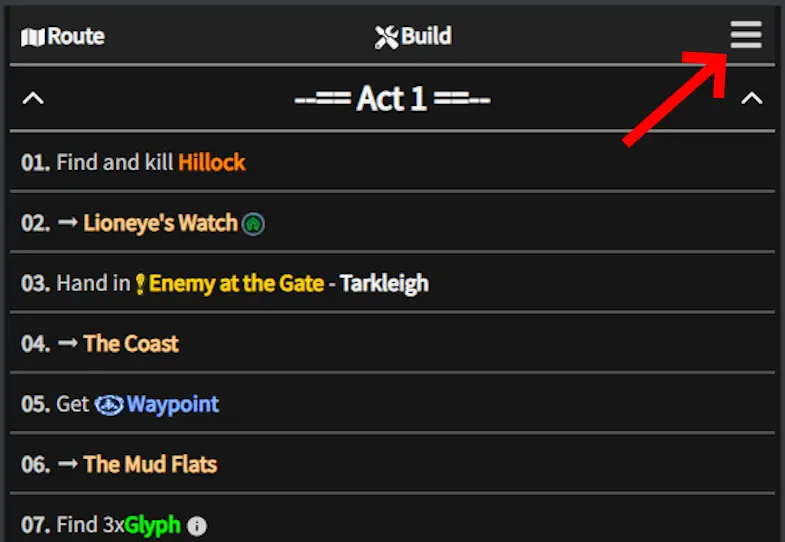 Route Build
--== Act 1 ==--
01. Find and kill Hillock
02. → Lioneye's Watch
03. Hand in Enemy at the Gate - Tarkleigh
04. → The Coast
05. Get Waypoint
06. → The Mud Flats
07. Find 3xGlyph